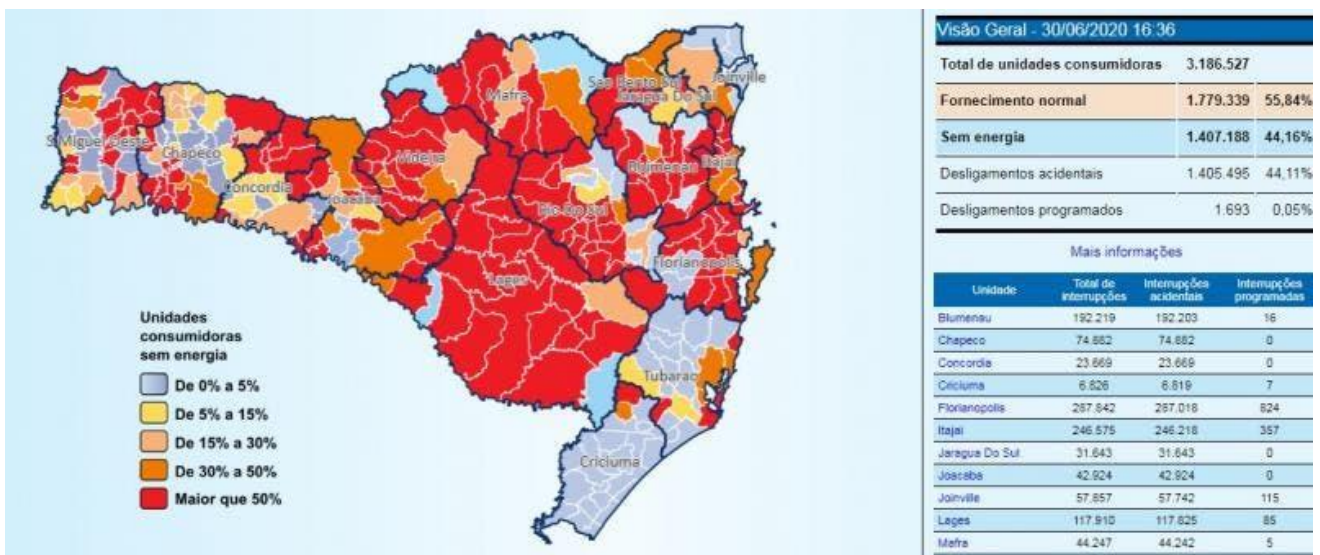 Visão Geral - 30/06/2020 16:36
Total de unidades consumidoras 3.186.527
Fornecimento normal 1.779.339 55,84%
Sem energia 1.407.188 44,16%
Desligamentos acidentais 1.405.495 44,11%
Desligamentos programados 1.693 0,05%
Mais informações
Unidade Total de interrupções Interrupções acidentais Interrupções programadas
Blumenau 192.219 192.203 16
Chapeco 74.882 74.882 0
Concordia 23.669 23.669 0
Criciuma 6.826 6.819 7
Florianopolis 287.842 287.018 824
Itajai 246.575 246.218 357
Jaragua Do Sul 31.643 31.643 0
Joacaba 42.924 42.924 0
Joinville 57.857 57.742 115
Lages 117.910 117.825 85
Mafra 44.247 44.242 5
S Miguel Oeste
Chapeco
Concordia
Joacaba
Videira
Mafra
Sao Bento Sul
Jaragua Do Sul
Joinville
Blumenau
Itajai
Rio Do Sul
Florianopolis
Lages
Tubarao
Criciuma
Unidades
consumidoras
sem energia
De 0% a 5%
De 5% a 15%
De 15% a 30%
De 30% a 50%
Maior que 50%